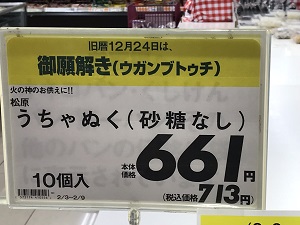 旧暦12月24日は、
御願解き(ウガンブトゥチ)
火の神のお供えに!!
松原
うちゃぬく(砂糖なし)
10個入
本体価格 661円
(税込価格 713円)
2/3~2/9